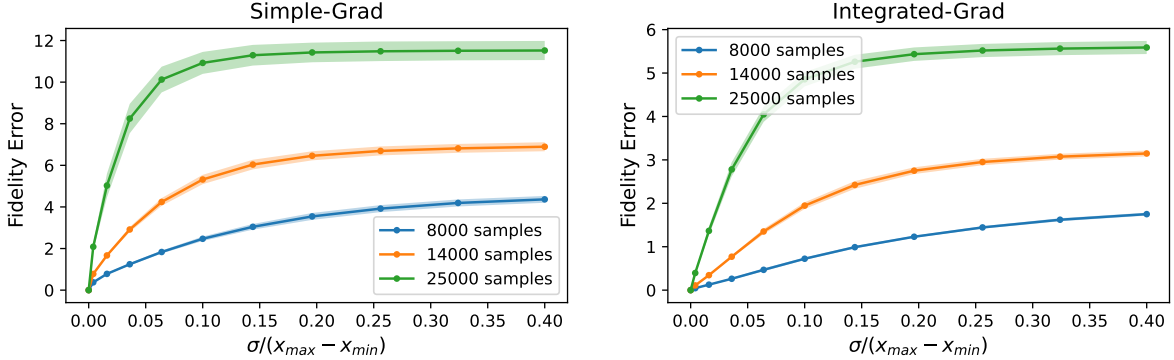 Simple-Grad
Fidelity Error
12
10
8
6
4
2
0
0.00 0.05 0.10 0.15 0.20 0.25 0.30 0.35 0.40
σ/(x_max − x_min)
8000 samples
14000 samples
25000 samples
Integrated-Grad
Fidelity Error
6
5
4
3
2
1
0
0.00 0.05 0.10 0.15 0.20 0.25 0.30 0.35 0.40
σ/(x_max − x_min)
8000 samples
14000 samples
25000 samples